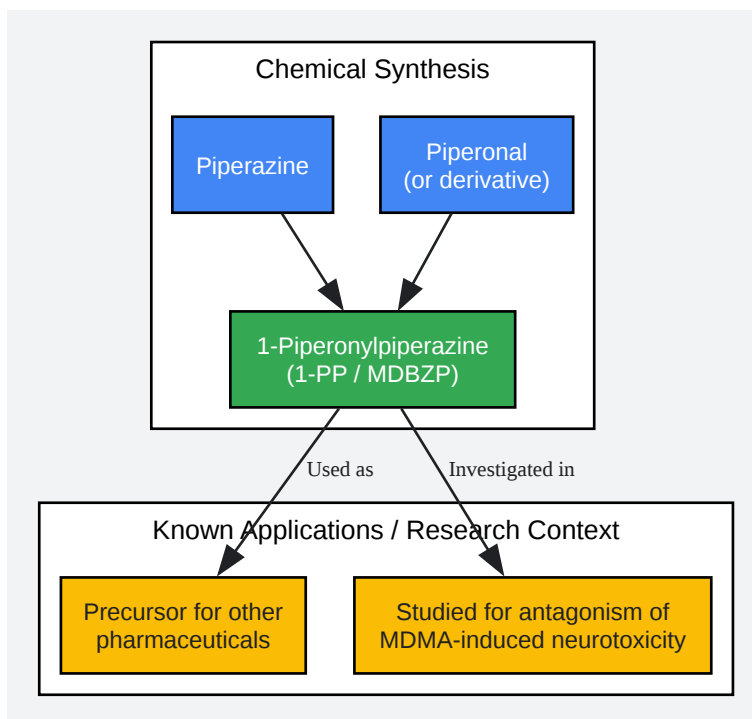 Chemical Synthesis
Piperazine
Piperonal
(or derivative)
1-Piperonylpiperazine
(1-PP / MDBZP)
Used as
Investigated in
Known Applications / Research Context
Precursor for other
pharmaceuticals
Studied for antagonism of
MDMA-induced neurotoxicity